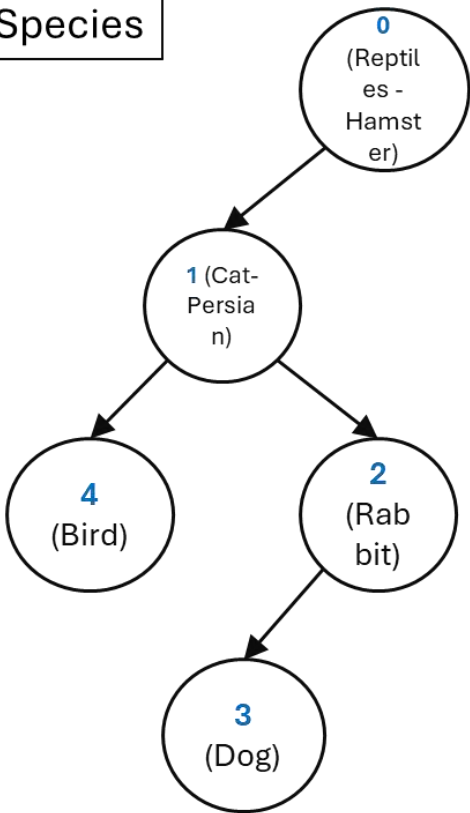 Species
0
(Reptil
es -
Hamst
er)
1 (Cat-
Persia
n)
4
(Bird)
2
(Rab
bit)
3
(Dog)